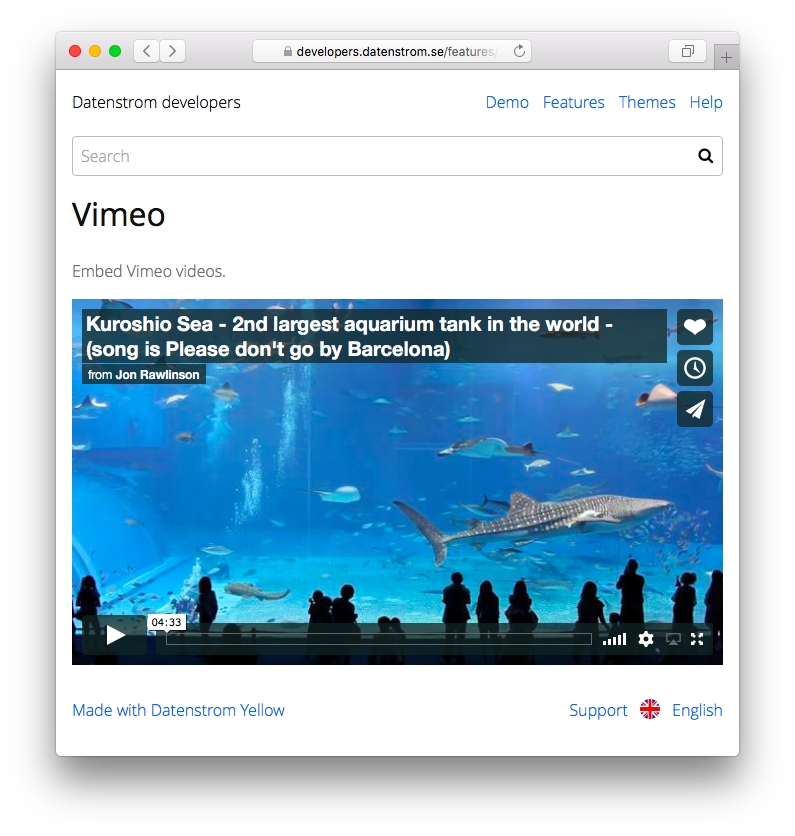 developers.datenstrom.se/features/
Datenstrom developers
Demo Features Themes Help
Search
Vimeo
Embed Vimeo videos.
Kuroshio Sea - 2nd largest aquarium tank in the world -
(song is Please don't go by Barcelona)
from Jon Rawlinson
04:33
Made with Datenstrom Yellow
Support English